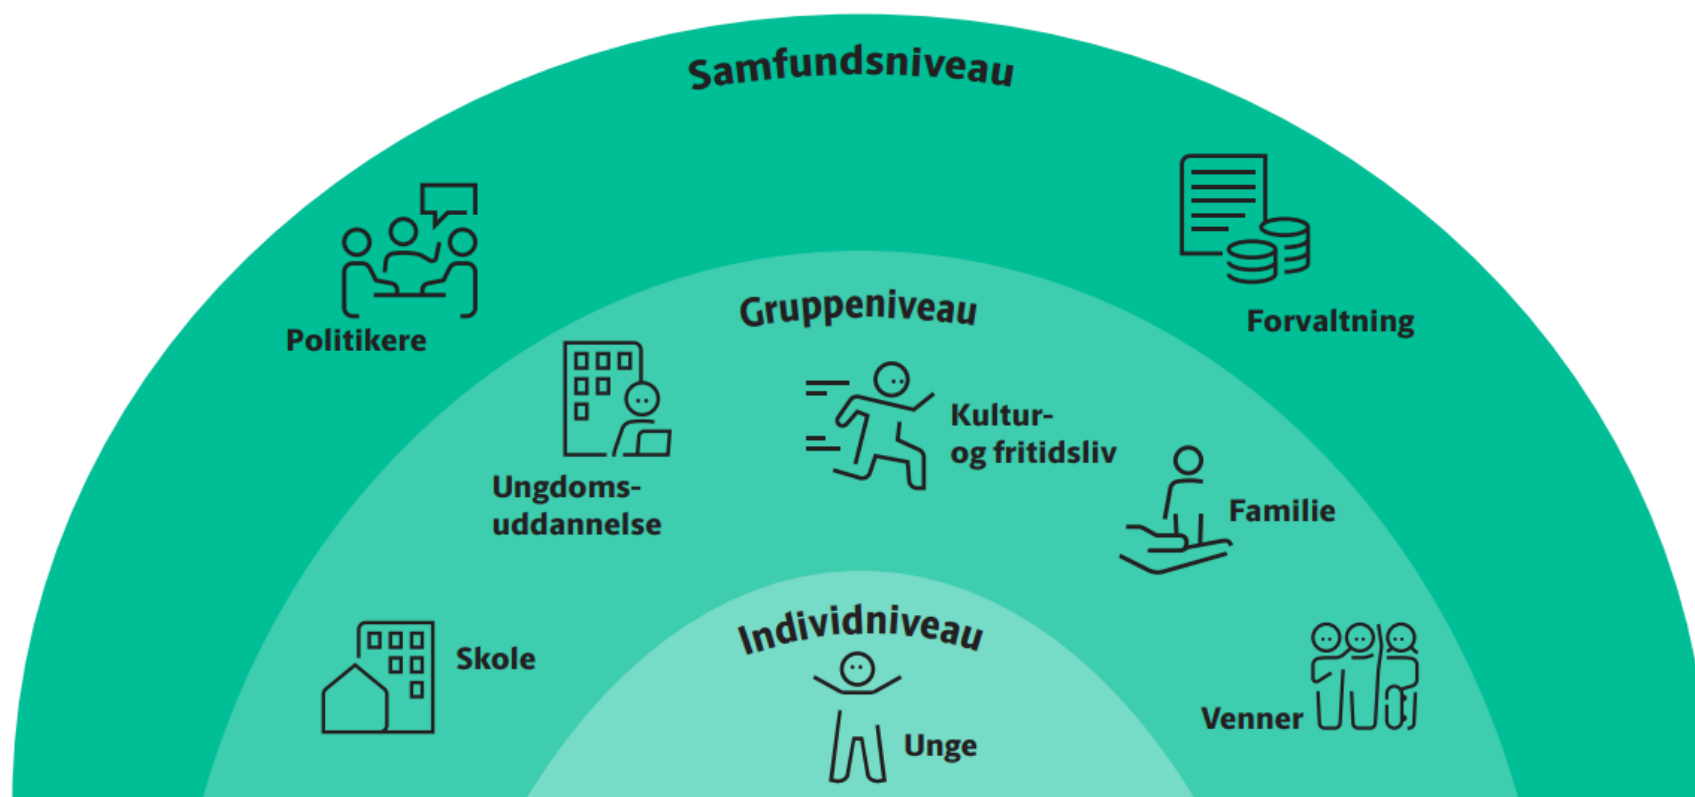 Samfundsniveau
Politikere
Forvaltning
Gruppeniveau
Ungdoms-
uddannelse
Kultur-
og fritidsliv
Familie
Skole
Venner
Individniveau
Unge